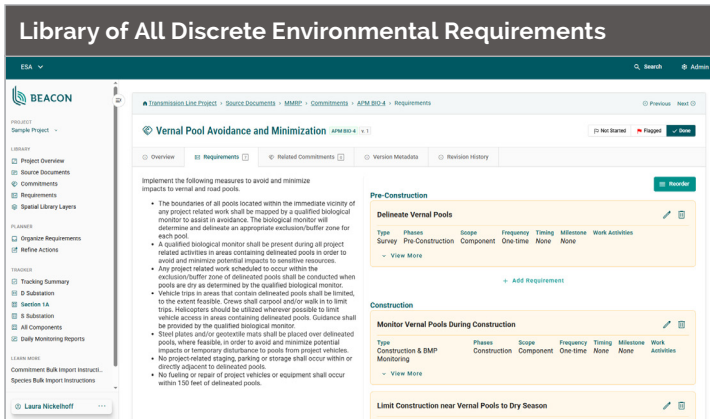 Library of All Discrete Environmental Requirements
ESA
Search
Admin
BEACON
PROJECT
Sample Project
LIBRARY
Project Overview
Source Documents
Commitments
Requirements
Spatial Library Layers
PLANNER
Organize Requirements
Refine Actions
TRACKER
Tracking Summary
D Substation
Section 1A
S Substation
All Components
Daily Monitoring Reports
LEARN MORE
Commitment Bulk Import Instructi..
Species Bulk Import Instructions
Laura Nickelhoff
Transmission Line Project > Source Documents > MMRP > Commitments > APM BIO-4 > Requirements
Previous Next
Vernal Pool Avoidance and Minimization APM BIO-4 v. 1
Not Started Flagged Done
Overview Requirements Related Commitments Version Metadata Revision History
Implement the following measures to avoid and minimize
impacts to vernal and road pools.
• The boundaries of all pools located within the immediate vicinity of
any project related work shall be mapped by a qualified biological
monitor to assist in avoidance. The biological monitor will
determine and delineate an appropriate exclusion/buffer zone for
each pool.
• A qualified biological monitor shall be present during all project
related activities in areas containing delineated pools in order to
avoid and minimize potential impacts to sensitive resources.
• Any project related work scheduled to occur within the
exclusion/buffer zone of delineated pools shall be conducted when
pools are dry as determined by the qualified biological monitor.
• Vehicle trips in areas that contain delineated pools shall be limited,
to the extent feasible. Crews shall carpool and/or walk in to limit
trips. Helicopters should be utilized wherever possible to limit
vehicle access in areas containing delineated pools. Guidance shall
be provided by the qualified biological monitor.
• Steel plates and/or geotextile mats shall be placed over delineated
pools, where feasible, in order to avoid and minimize potential
impacts or temporary disturbance to pools from project vehicles.
• No project-related staging, parking or storage shall occur within or
directly adjacent to delineated pools.
• No fueling or repair of project vehicles or equipment shall occur
within 150 feet of delineated pools.
Reorder
Pre-Construction
Delineate Vernal Pools
Type Phases Scope Frequency Timing Milestone Work Activities
Survey Pre-Construction Component One-time None None
View More
+ Add Requirement
Construction
Monitor Vernal Pools During Construction
Type Phases Scope Frequency Timing Milestone Work Activities
Construction & BMP Monitoring Construction Component One-time None None
View More
Limit Construction near Vernal Pools to Dry Season